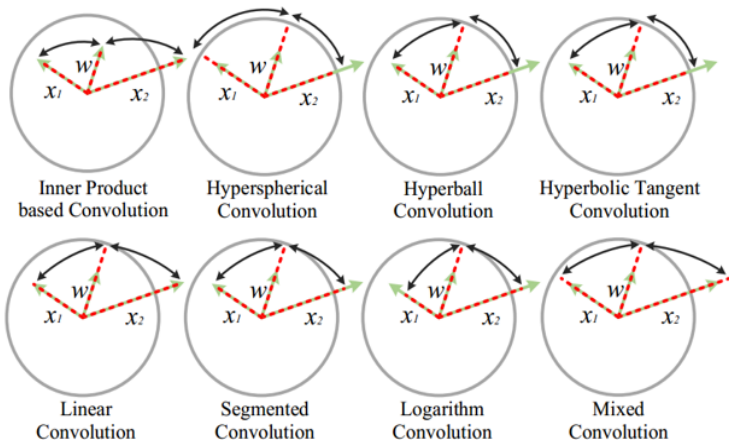 w
x1
x2
w
x1
x2
w
x1
x2
w
x1
x2
Inner Product
based Convolution
Hyperspherical
Convolution
Hyperball
Convolution
Hyperbolic Tangent
Convolution
w
x1
x2
w
x1
x2
w
x1
x2
w
x1
x2
Linear
Convolution
Segmented
Convolution
Logarithm
Convolution
Mixed
Convolution